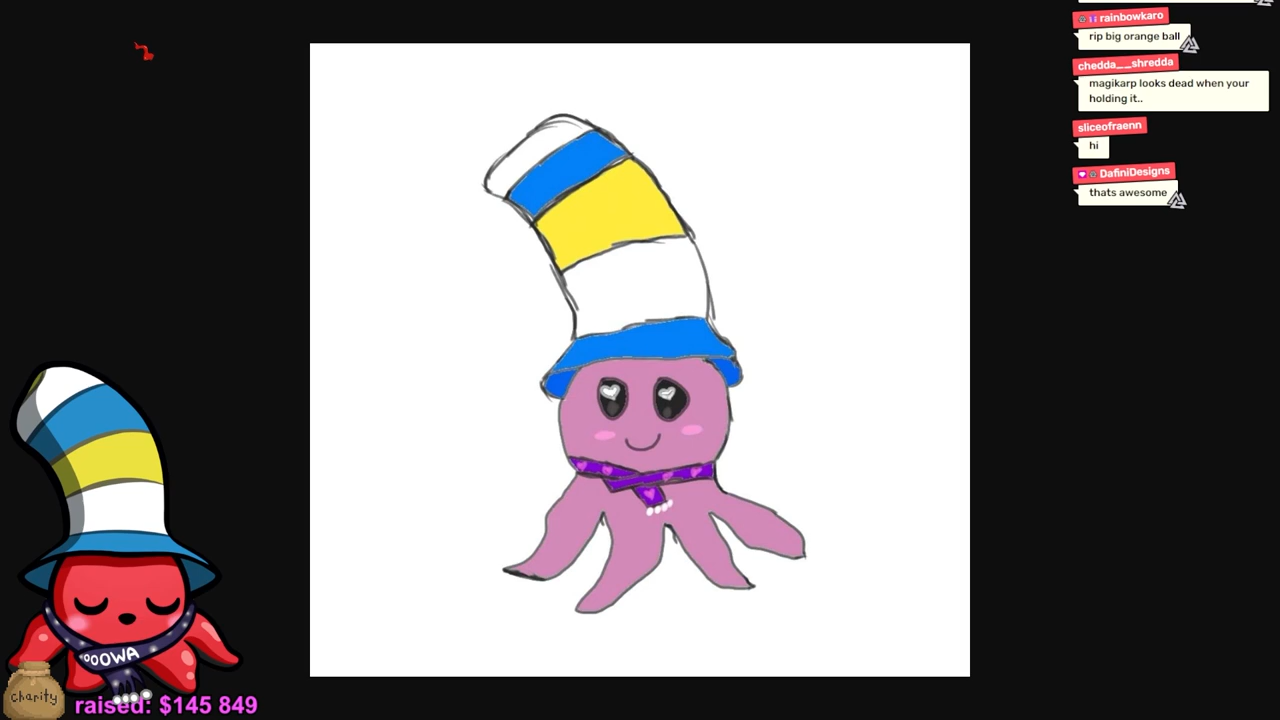 rainbowkaro
rip big orange ball
chedda__shredda
magikarp looks dead when your
holding it..
sliceofraenn
hi
DafiniDesigns
thats awesome
OOWA
charity
raised: $145 849